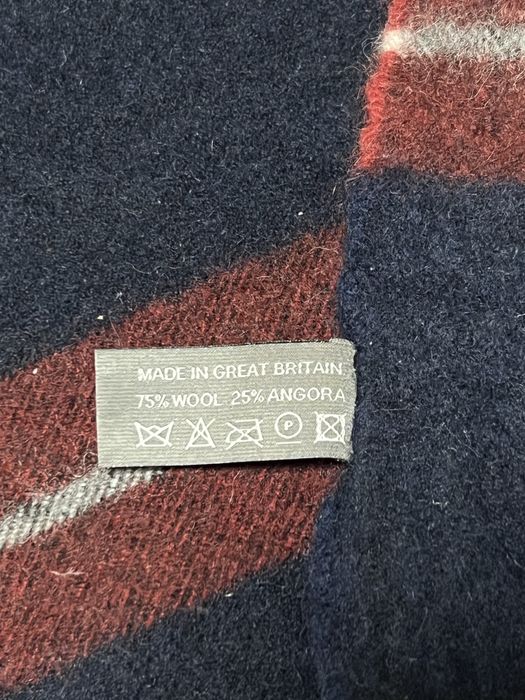 MADE IN GREAT BRITAIN
75% WOOL 25% ANGORA
P